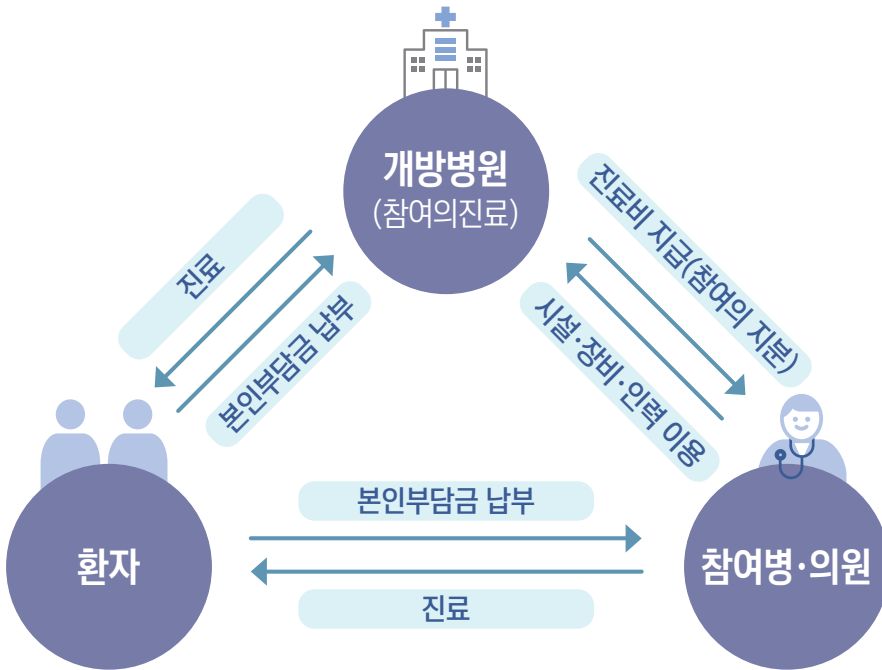 개방병원
(참여의진료)
진료
본인부담금 납부
진료비 지급(참여의 지분)
시설·장비·인력 이용
본인부담금 납부
환자
참여병·의원
진료